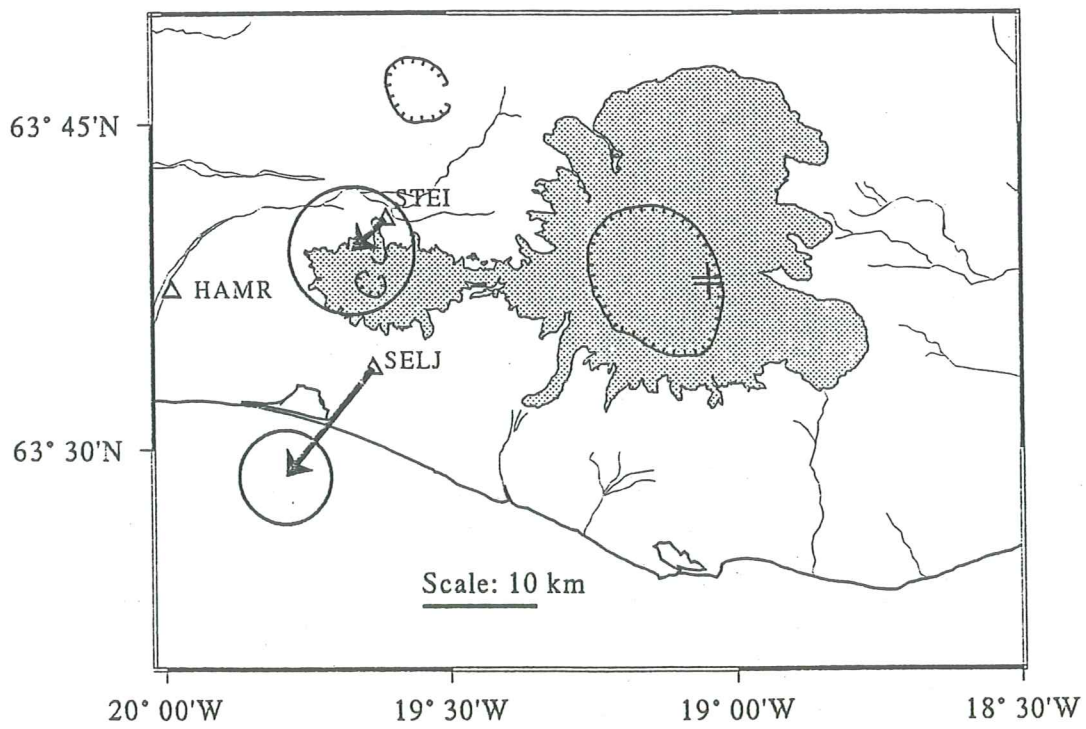 63° 45'N
STEI
HAMR
SELJ
63° 30'N
Scale: 10 km
20° 00'W
19° 30'W
19° 00'W
18° 30'W